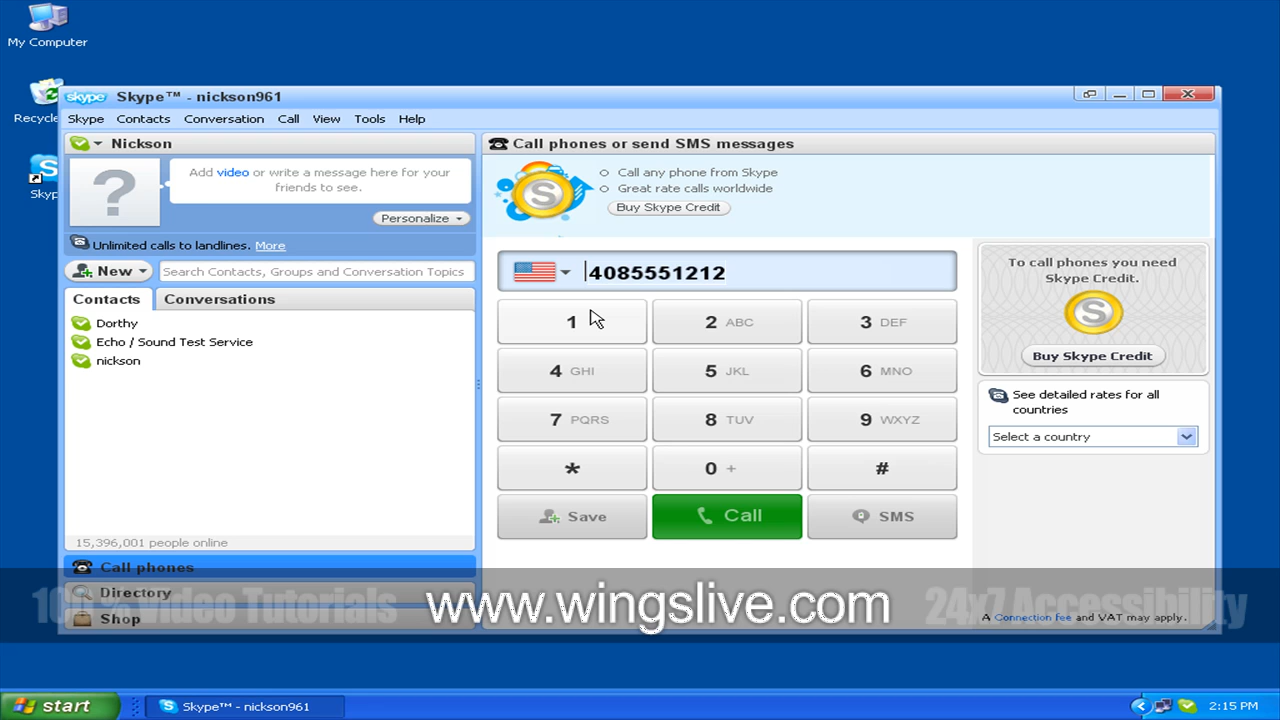 My Computer
Recycle
Skyp
skype Skype™ - nickson961
Skype Contacts Conversation Call View Tools Help
Nickson
Add video or write a message here for your
friends to see.
Personalize
Unlimited calls to landlines. More
New Search Contacts, Groups and Conversation Topics
Contacts Conversations
Dorthy
Echo / Sound Test Service
nickson
15,396,001 people online
Call phones
Directory
Shop
Call phones or send SMS messages
Call any phone from Skype
Great rate calls worldwide
Buy Skype Credit
4085551212
1 2 ABC 3 DEF
4 GHI 5 JKL 6 MNO
7 PQRS 8 TUV 9 WXYZ
* 0 + #
Save Call SMS
To call phones you need
Skype Credit.
S
Buy Skype Credit
See detailed rates for all
countries
Select a country
A Connection fee and VAT may apply.
100% Video Tutorials www.wingslive.com 24x7 Accessibility
start Skype™ - nickson961 2:15 PM